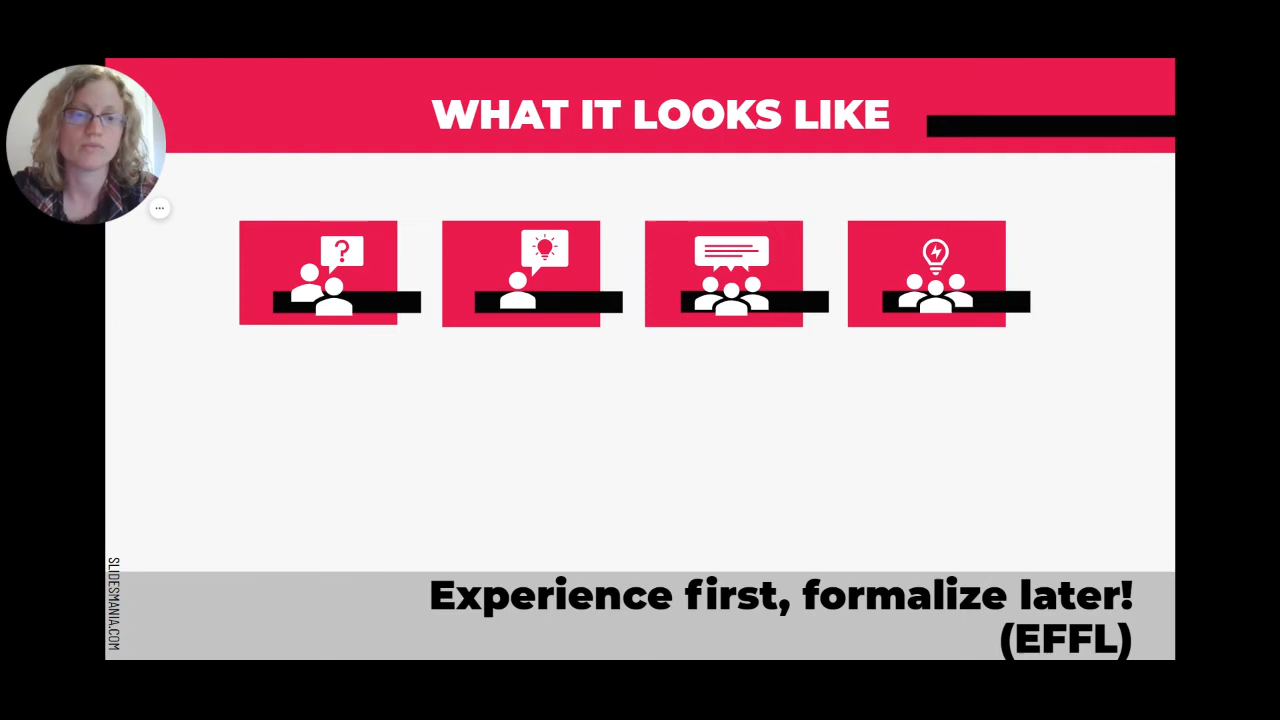 WHAT IT LOOKS LIKE
?
SLIDESMANIA.COM
Experience first, formalize later!
(EFFL)